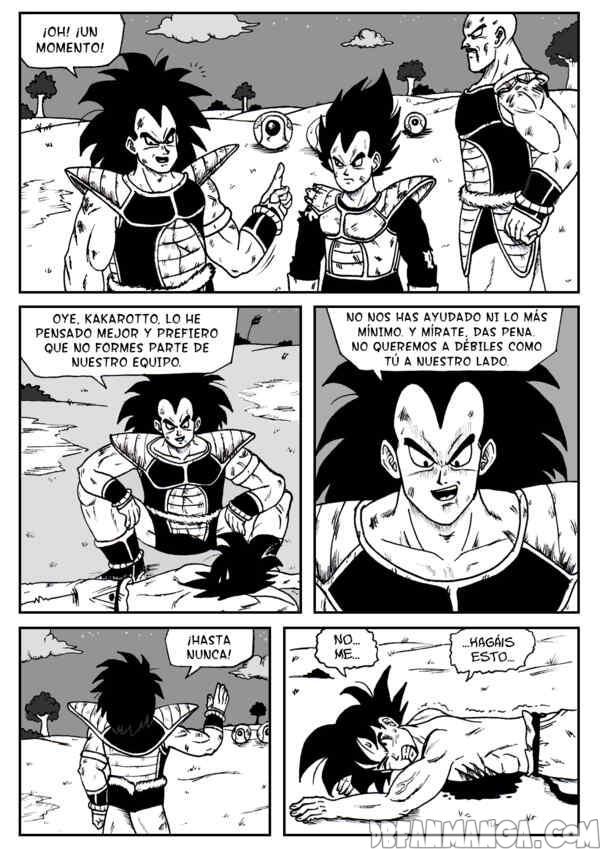 ¡OH! ¡UN
MOMENTO!
OYE, KAKAROTTO, LO HE
PENSADO MEJOR Y PREFIERO
QUE NO FORMES PARTE DE
NUESTRO EQUIPO.
NO NOS HAS AYUDADO NI LO MÁS
MÍNIMO. Y MÍRATE, DAS PENA.
NO QUEREMOS A DÉBILES COMO
TÚ A NUESTRO LADO.
¡HASTA
NUNCA!
NO...
ME...
...HAGÁIS
ESTO...
DBFANMANGA.COM